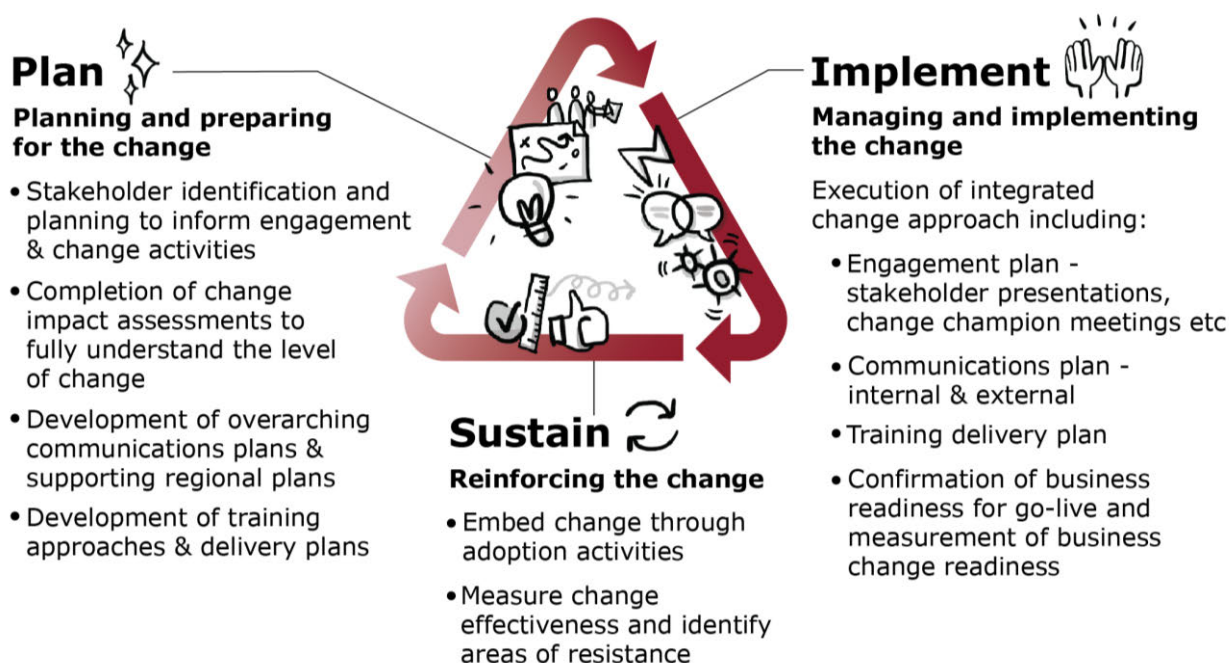 Plan
Planning and preparing
for the change
• Stakeholder identification and
planning to inform engagement
& change activities
• Completion of change
impact assessments to
fully understand the level
of change
• Development of overarching
communications plans &
supporting regional plans
• Development of training
approaches & delivery plans
Implement
Managing and implementing
the change
Execution of integrated
change approach including:
• Engagement plan -
stakeholder presentations,
change champion meetings etc
• Communications plan -
internal & external
• Training delivery plan
• Confirmation of business
readiness for go-live and
measurement of business
change readiness
Sustain
Reinforcing the change
• Embed change through
adoption activities
• Measure change
effectiveness and identify
areas of resistance